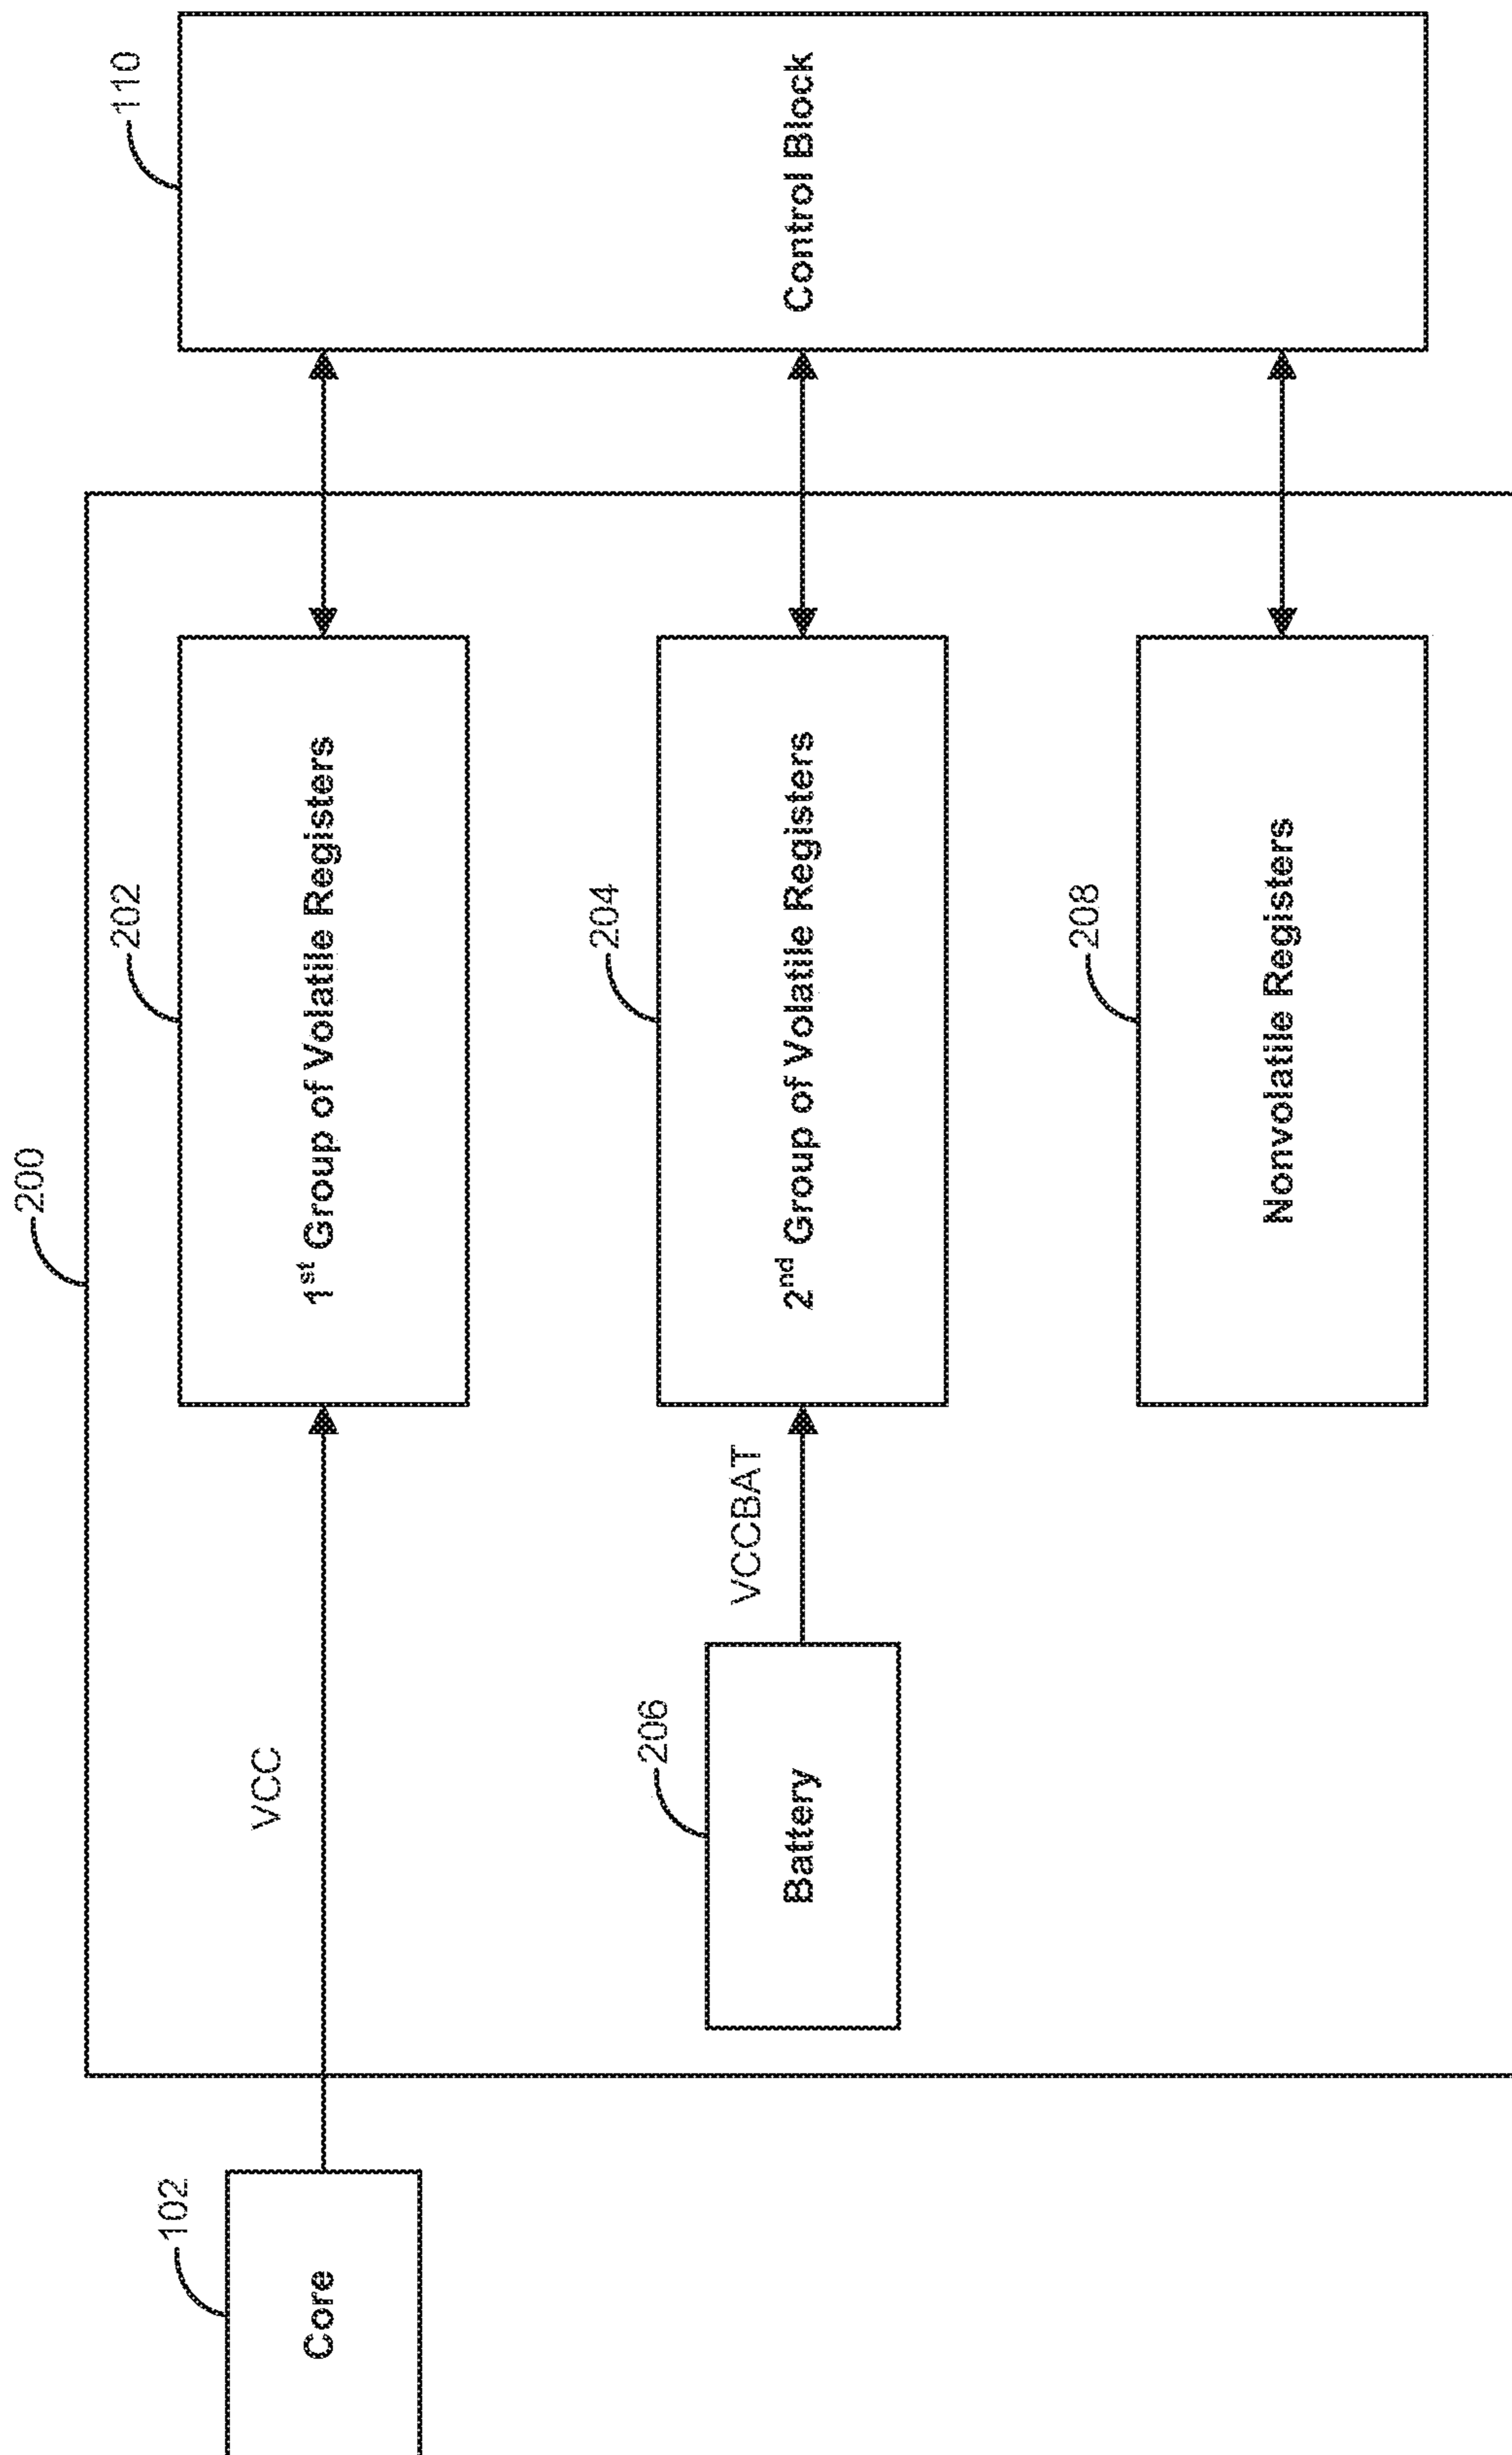 200
102
Core
VCC
202
1st Group of Volatile Registers
110
Control Block
206
Battery
VCCBAT
204
2nd Group of Volatile Registers
208
Nonvolatile Registers